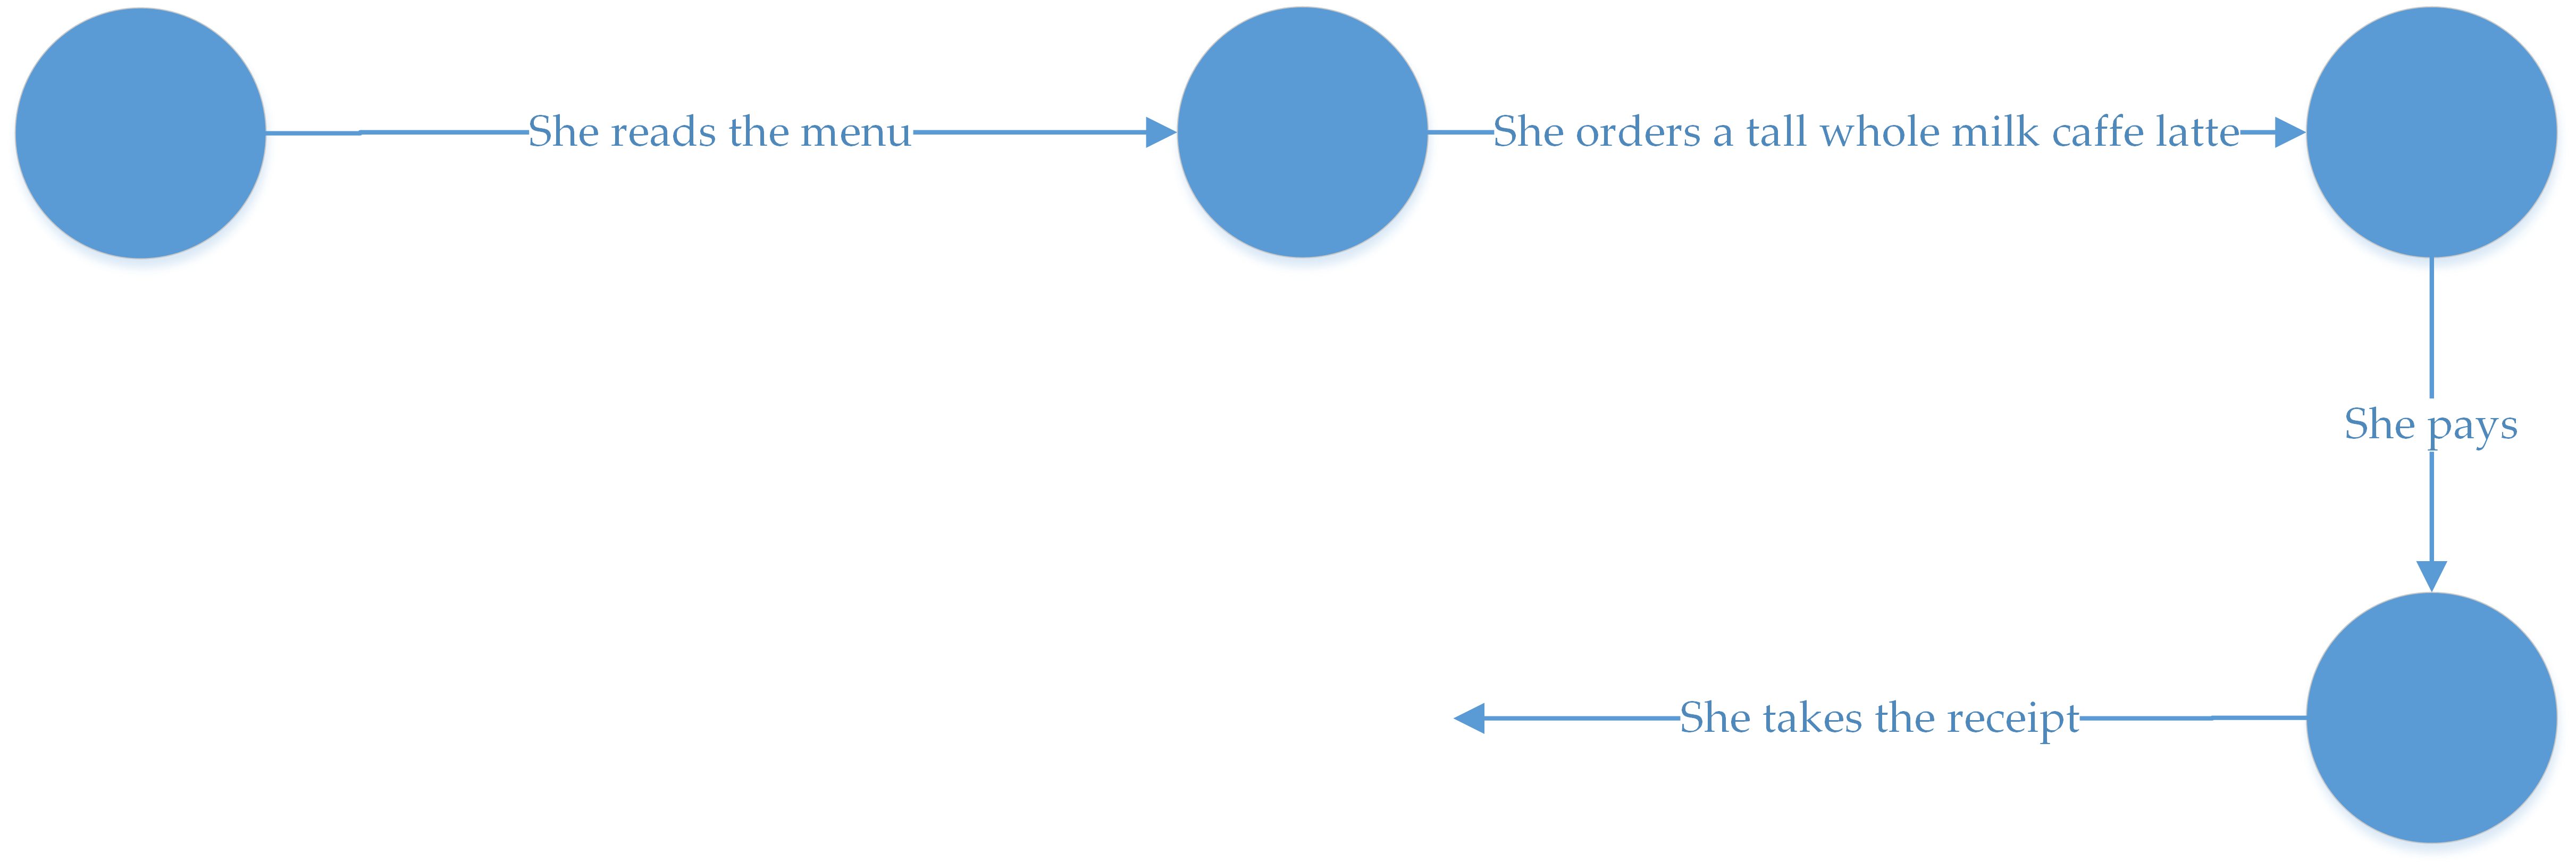 She reads the menu
She orders a tall whole milk caffe latte
She pays
She takes the receipt